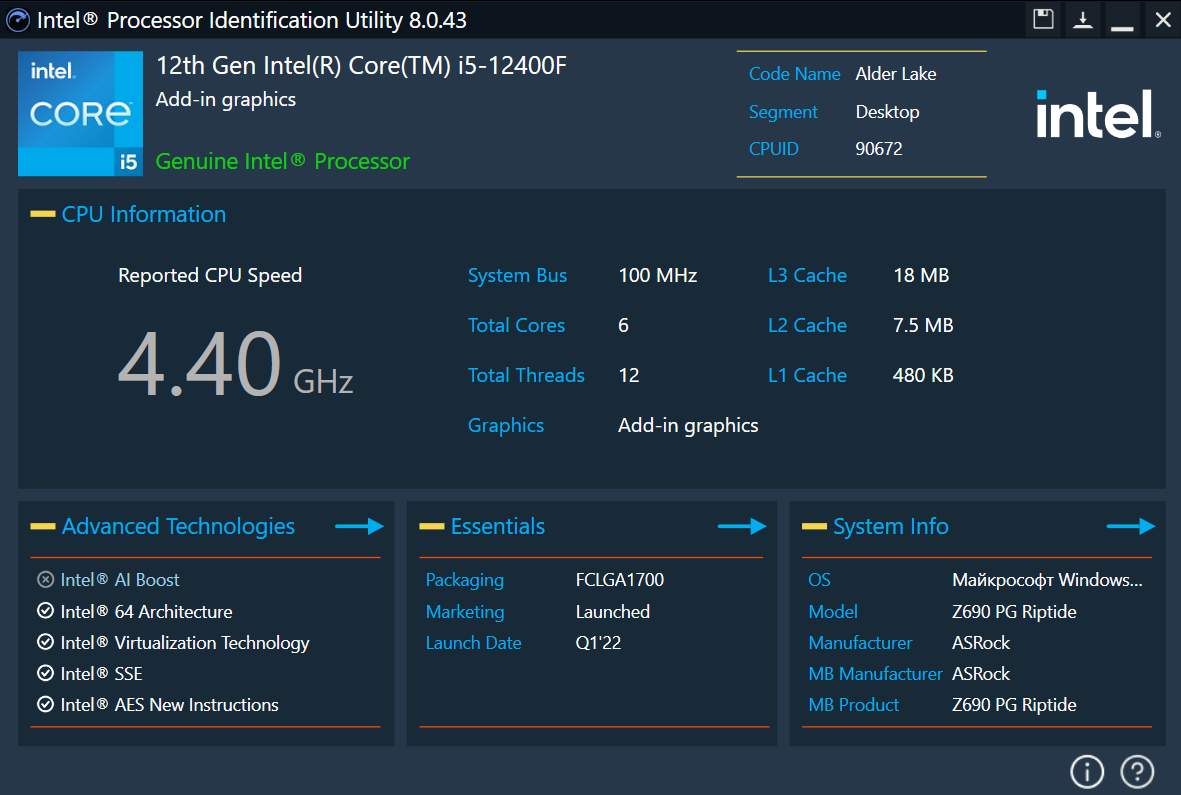 Intel® Processor Identification Utility 8.0.43
intel.
CORE
i5
12th Gen Intel(R) Core(TM) i5-12400F
Add-in graphics
Genuine Intel® Processor
Code Name Alder Lake
Segment Desktop
CPUID 90672
intel®
CPU Information
Reported CPU Speed
4.40 GHz
System Bus 100 MHz
Total Cores 6
Total Threads 12
Graphics Add-in graphics
L3 Cache 18 MB
L2 Cache 7.5 MB
L1 Cache 480 KB
Advanced Technologies
Intel® AI Boost
Intel® 64 Architecture
Intel® Virtualization Technology
Intel® SSE
Intel® AES New Instructions
Essentials
Packaging FCLGA1700
Marketing Launched
Launch Date Q1'22
System Info
OS Майкрософт Windows...
Model Z690 PG Riptide
Manufacturer ASRock
MB Manufacturer ASRock
MB Product Z690 PG Riptide